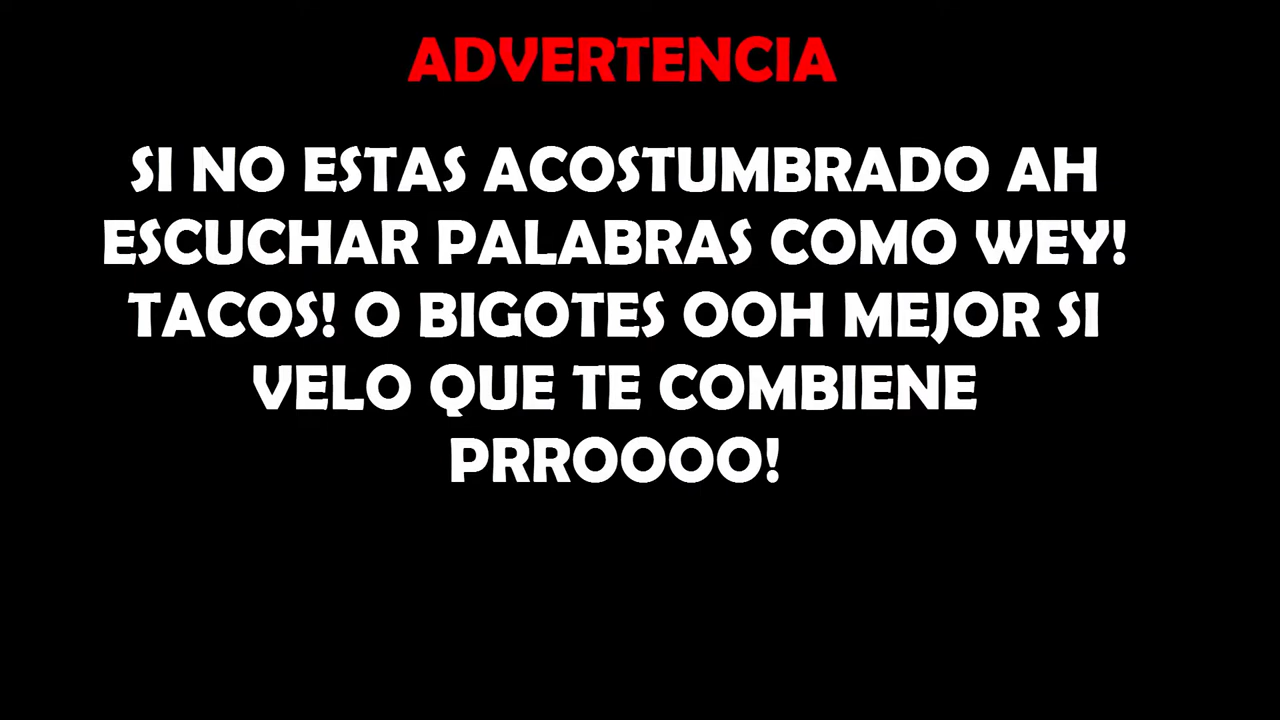 ADVERTENCIA
SI NO ESTAS ACOSTUMBRADO AH
ESCUCHAR PALABRAS COMO WEY!
TACOS! O BIGOTES OOH MEJOR SI
VELO QUE TE COMBIENE
PRROOOO!